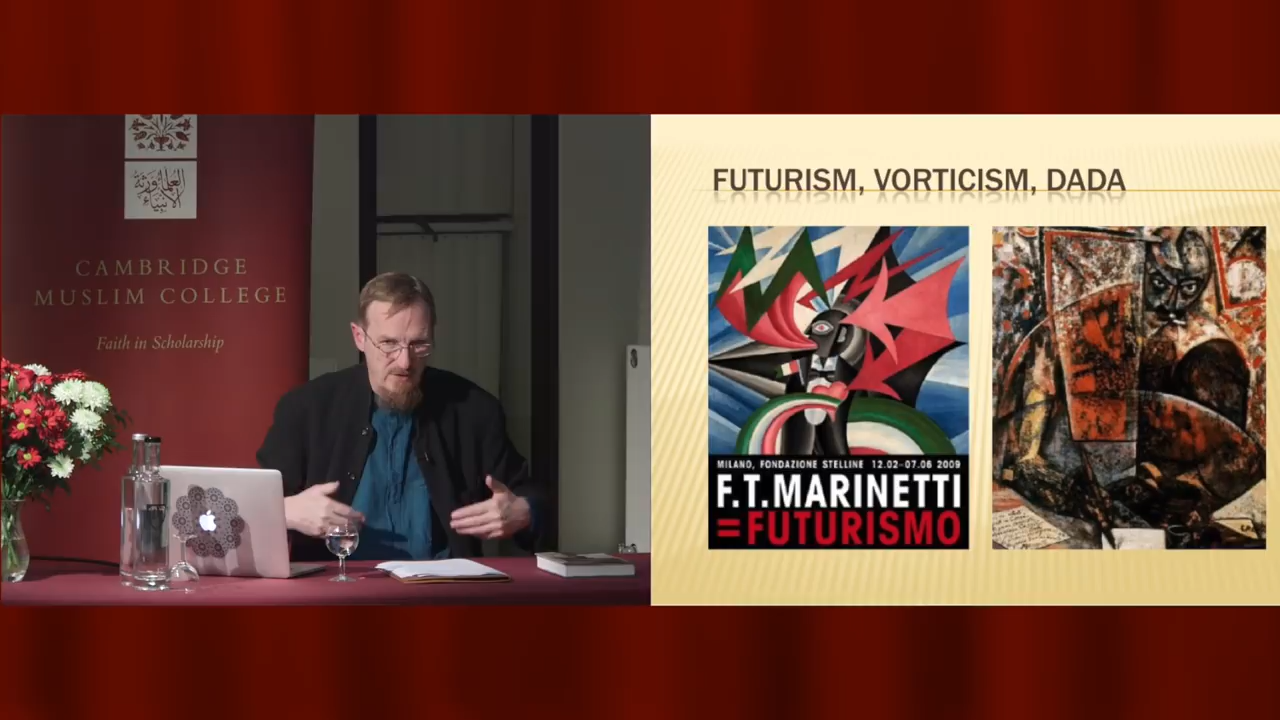 العلماء ورثة
الأنبياء
CAMBRIDGE
MUSLIM COLLEGE
Faith in Scholarship
FUTURISM, VORTICISM, DADA
MILANO, FONDAZIONE STELLINE 12.02-07.06 2009
F.T.MARINETTI
=FUTURISMO